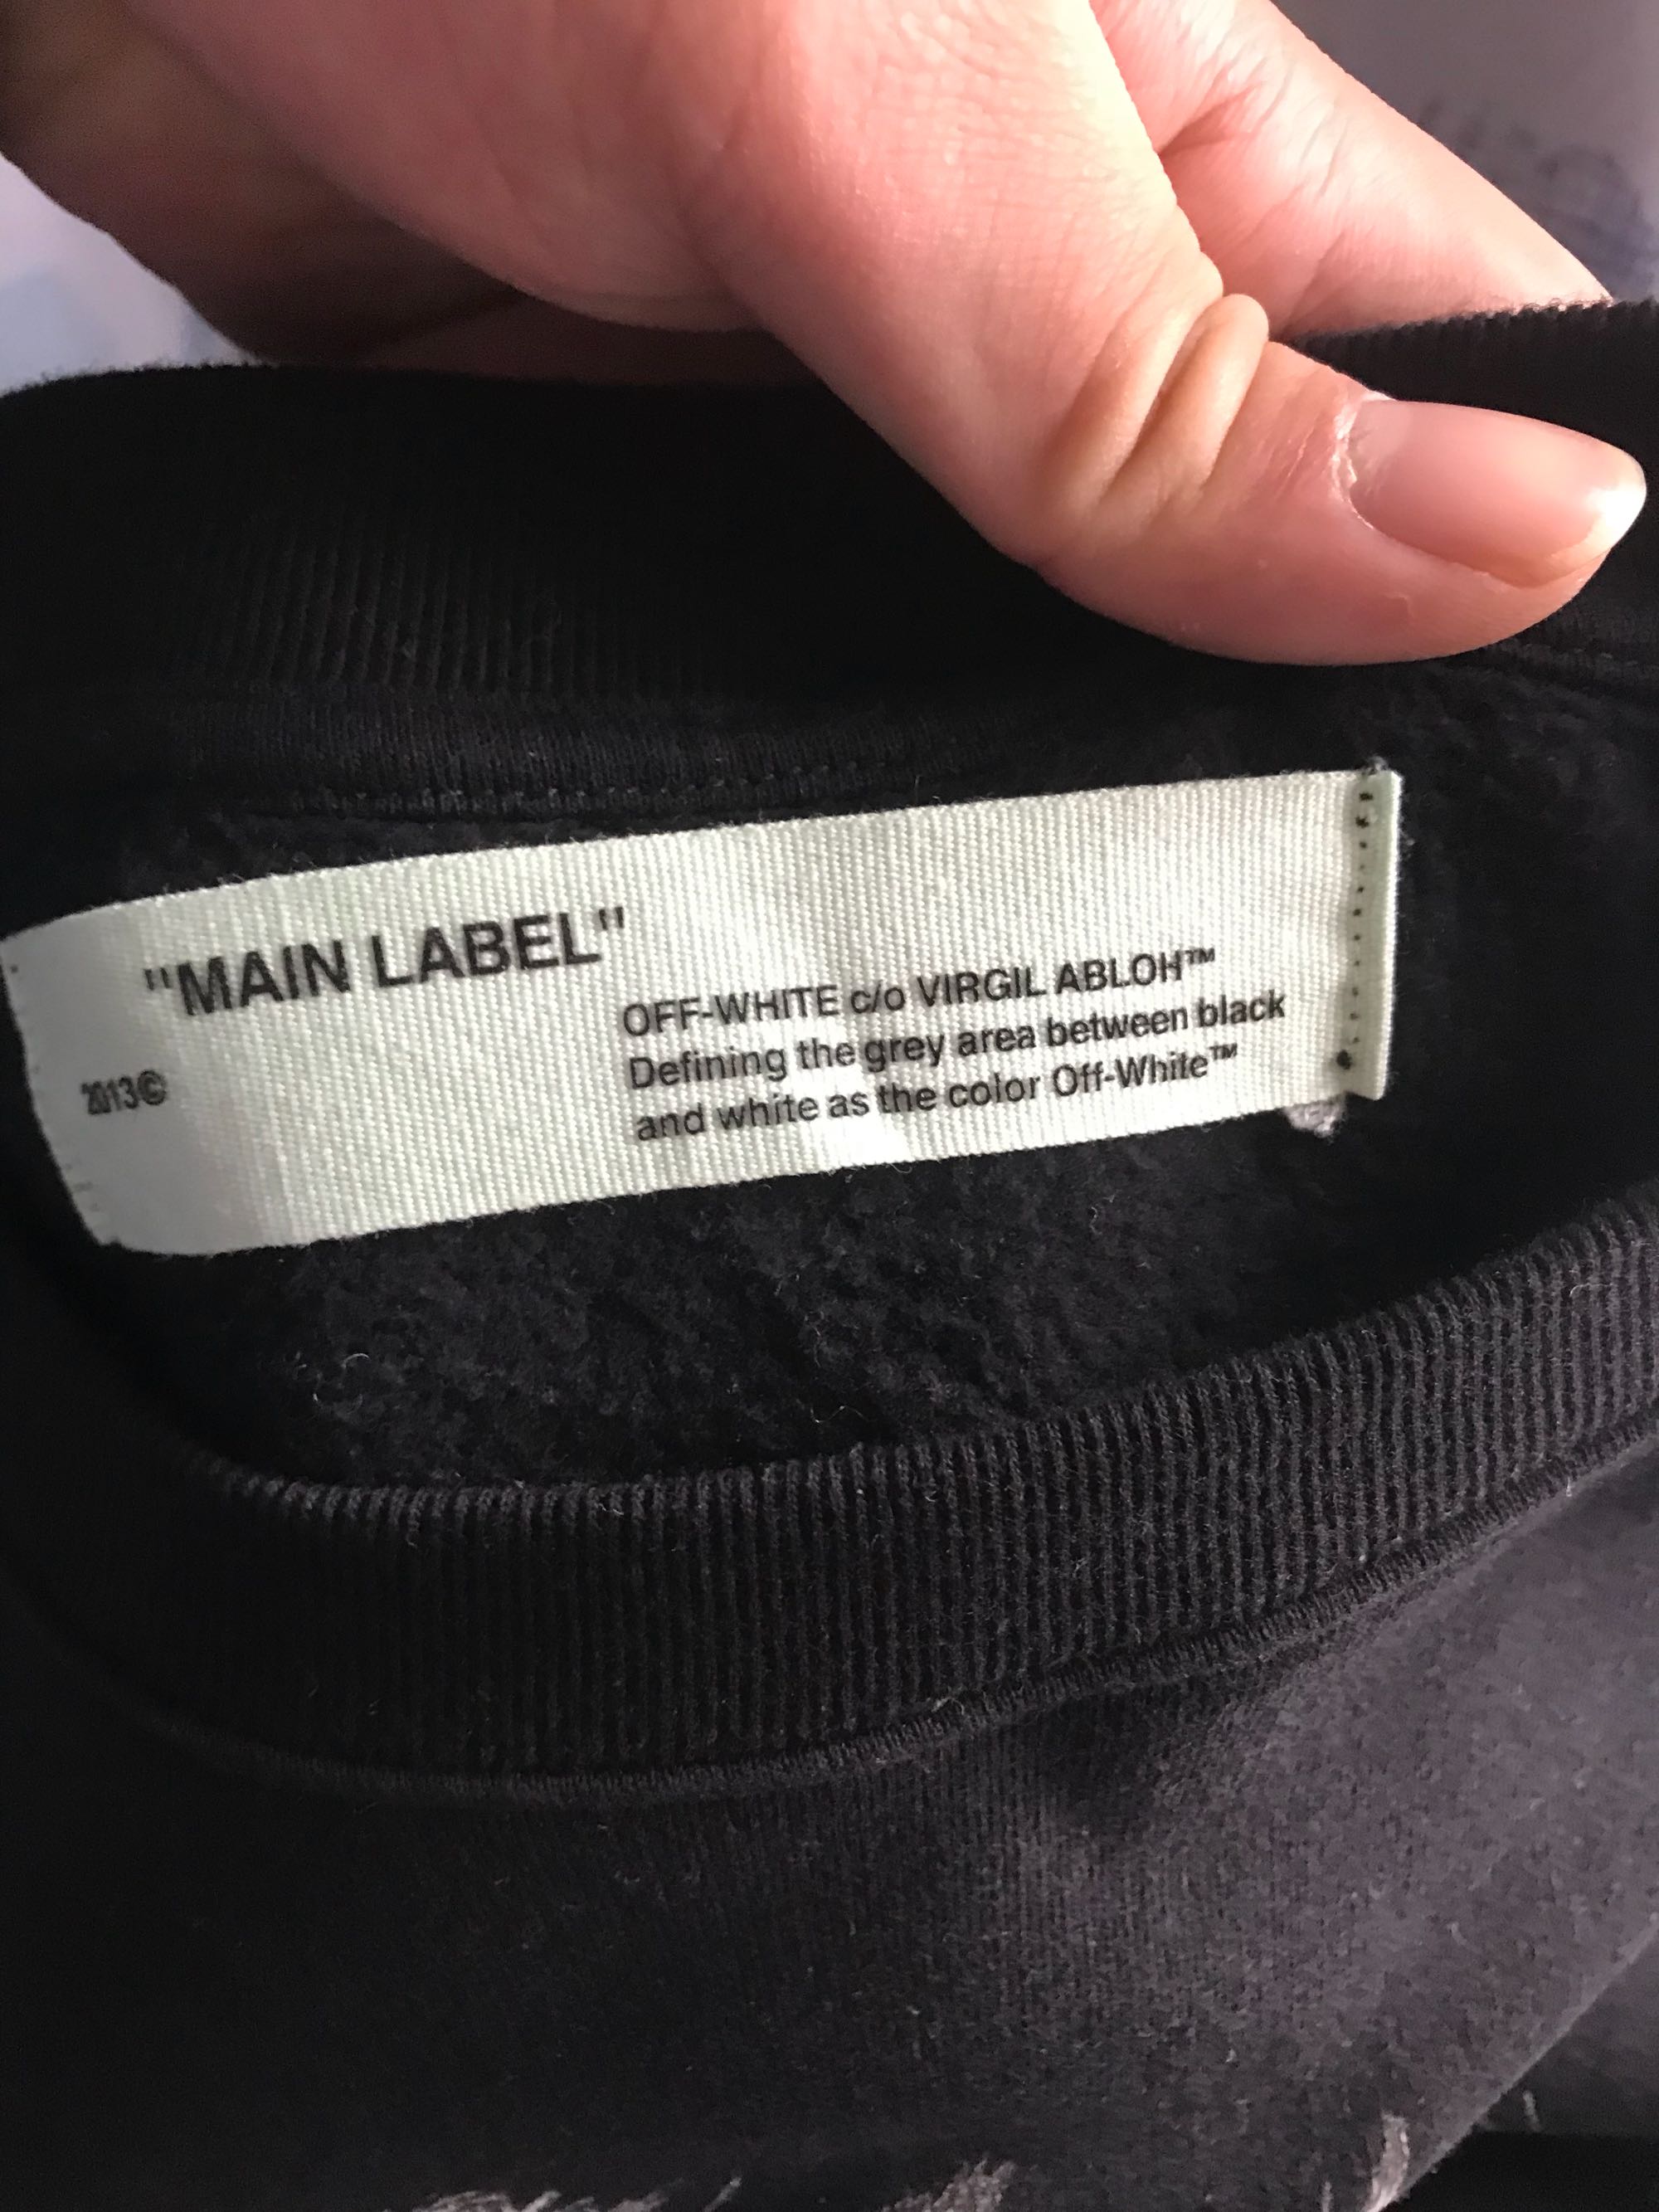 "MAIN LABEL"
OFF-WHITE c/o VIRGIL ABLOH™
Defining the grey area between black
and white as the color Off-White™
2013©